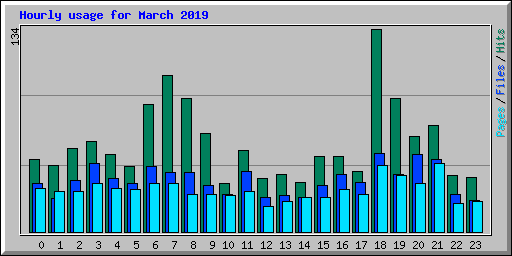 Hourly usage for March 2019
134
Pages / Files / Hits
0 1 2 3 4 5 6 7 8 9 10 11 12 13 14 15 16 17 18 19 20 21 22 23